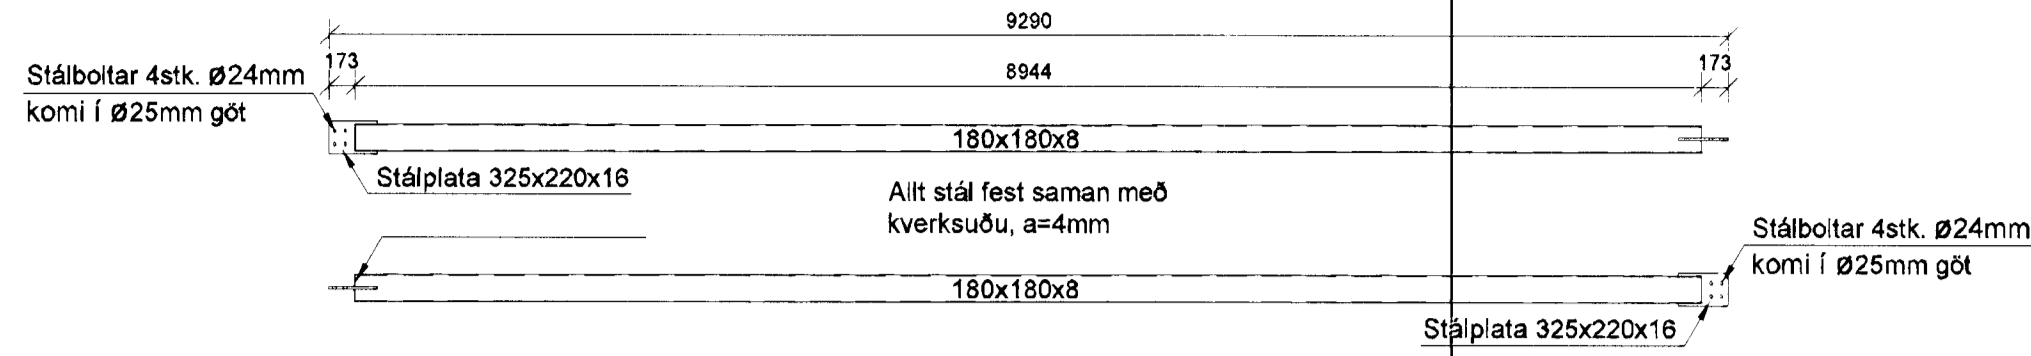 9290
173
8944
173
Stálboltar 4stk. Ø24mm
komi í Ø25mm göt
180x180x8
Stálplata 325x220x16
Allt stál fest saman með
kverksuðu, a=4mm
Stálboltar 4stk. Ø24mm
komi í Ø25mm göt
180x180x8
Stálplata 325x220x16